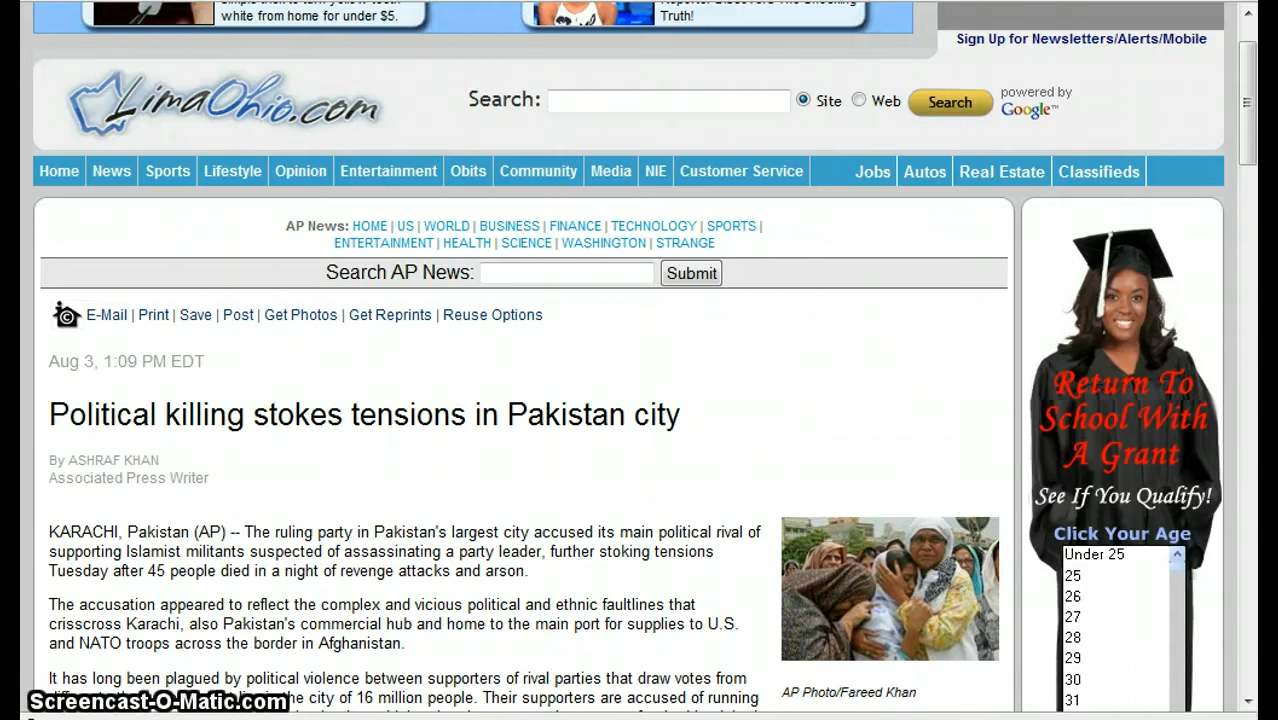 white from home for under $5.
Truth!
Sign Up for Newsletters/Alerts/Mobile
LimaOhio.com
Search:
Site
Web
Search
powered by
Google™
Home
News
Sports
Lifestyle
Opinion
Entertainment
Obits
Community
Media
NIE
Customer Service
Jobs
Autos
Real Estate
Classifieds
AP News: HOME | US | WORLD | BUSINESS | FINANCE | TECHNOLOGY | SPORTS |
ENTERTAINMENT | HEALTH | SCIENCE | WASHINGTON | STRANGE
Search AP News:
Submit
E-Mail | Print | Save | Post | Get Photos | Get Reprints | Reuse Options
Aug 3, 1:09 PM EDT
Political killing stokes tensions in Pakistan city
By ASHRAF KHAN
Associated Press Writer
KARACHI, Pakistan (AP) -- The ruling party in Pakistan's largest city accused its main political rival of
supporting Islamist militants suspected of assassinating a party leader, further stoking tensions
Tuesday after 45 people died in a night of revenge attacks and arson.
The accusation appeared to reflect the complex and vicious political and ethnic faultlines that
crisscross Karachi, also Pakistan's commercial hub and home to the main port for supplies to U.S.
and NATO troops across the border in Afghanistan.
It has long been plagued by political violence between supporters of rival parties that draw votes from
the city of 16 million people. Their supporters are accused of running
AP Photo/Fareed Khan
Return To
School With
A Grant
See If You Qualify!
Click Your Age
Under 25
25
26
27
28
29
30
31
Screencast-O-Matic.com